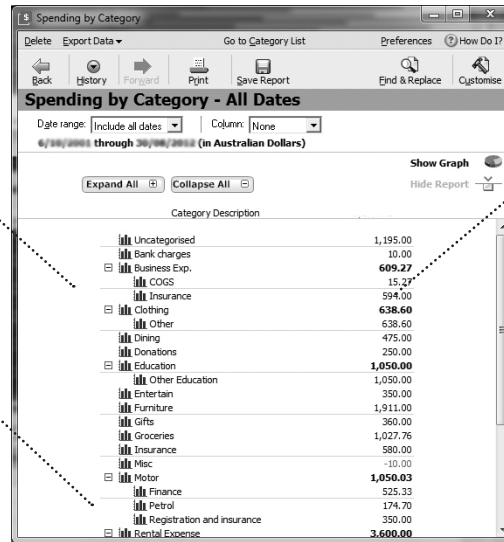 Spending by Category
Delete Export Data Go to Category List Preferences How Do I?
Back History Forward Print Save Report Find & Replace Customise
Spending by Category - All Dates
Date range: Include all dates Column: None
through (in Australian Dollars)
Show Graph
Expand All Collapse All Hide Report
Category Description
Uncategorised 1,195.00
Bank charges 10.00
Business Exp. 609.27
COGS 15.27
Insurance 594.00
Clothing 638.60
Other 638.60
Dining 475.00
Donations 250.00
Education 1,050.00
Other Education 1,050.00
Entertain 350.00
Furniture 1,911.00
Gifts 360.00
Groceries 1,027.76
Insurance 580.00
Misc -10.00
Motor 1,050.03
Finance 525.33
Petrol 174.70
Registration and insurance 350.00
Rental Expense 3,600.00